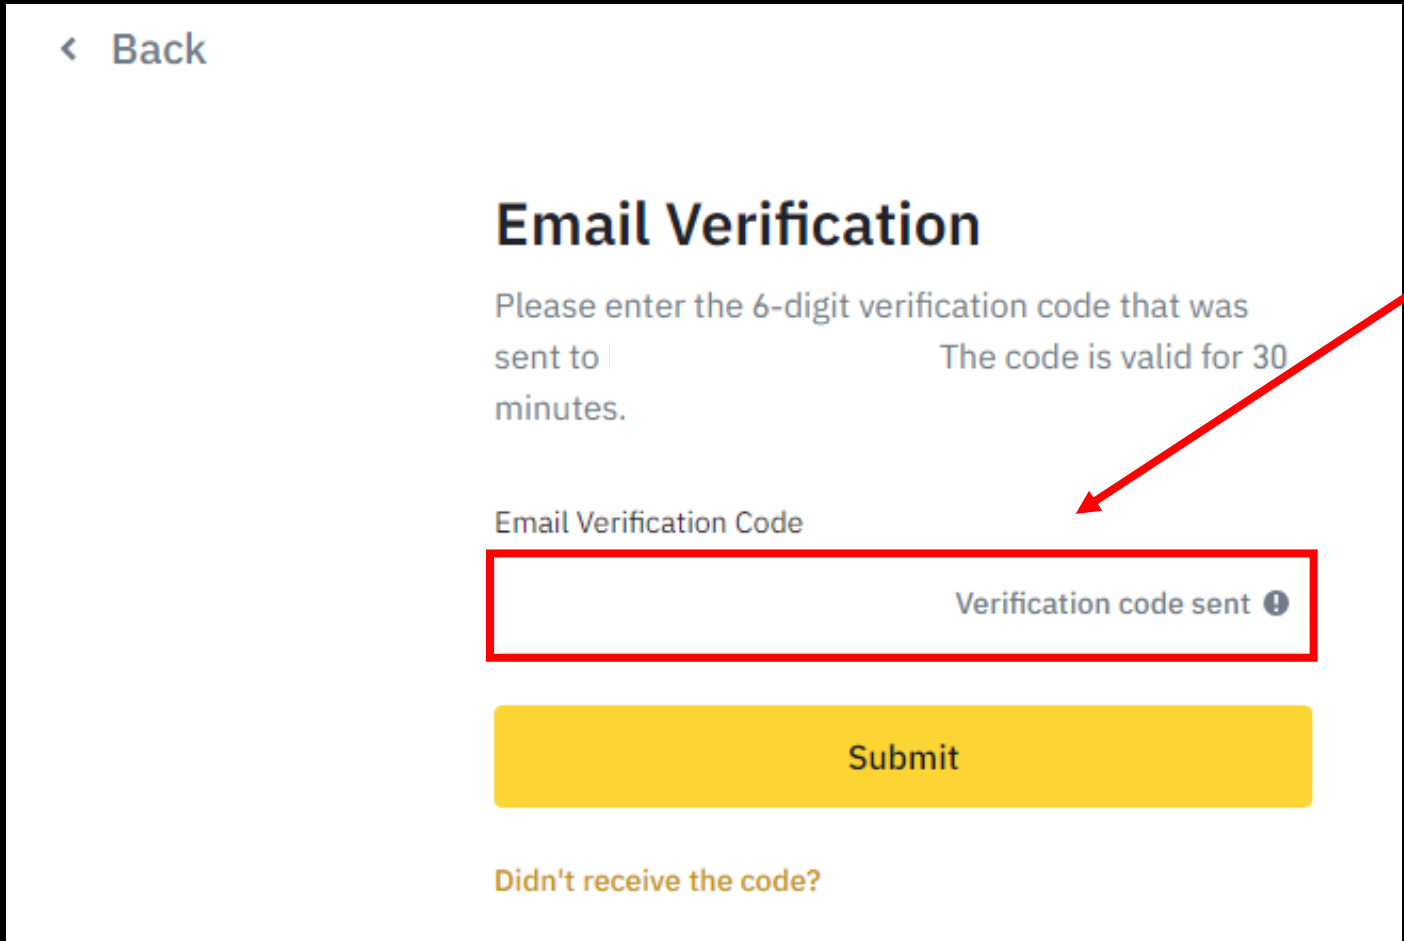 Back
Email Verification
Please enter the 6-digit verification code that was
sent to The code is valid for 30
minutes.
Email Verification Code
Verification code sent
Submit
Didn't receive the code?